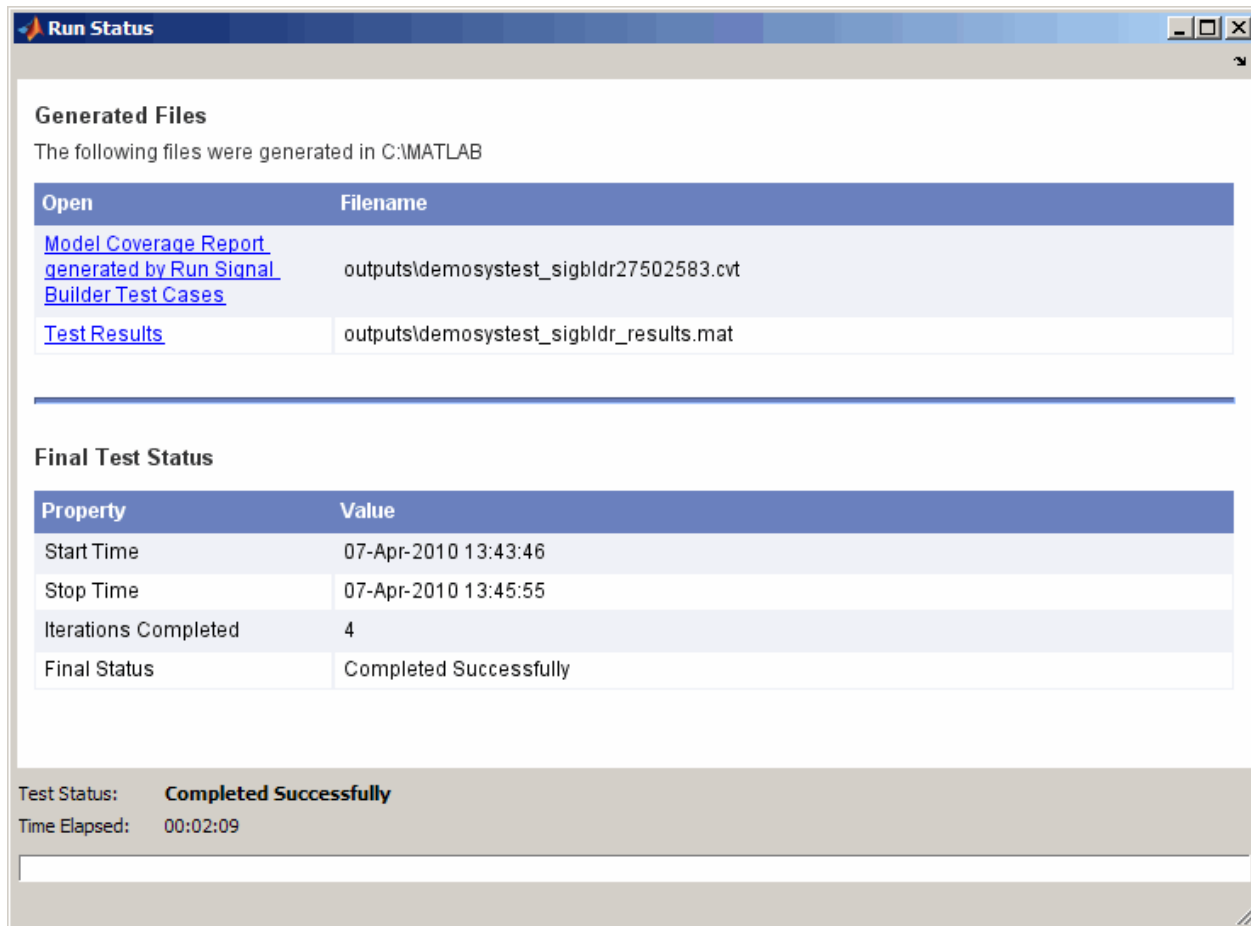 Run Status
Generated Files
The following files were generated in C:\MATLAB
Open Filename
Model Coverage Report
generated by Run Signal
Builder Test Cases
outputs\demosystest_sigbldr27502583.cvt
Test Results outputs\demosystest_sigbldr_results.mat
Final Test Status
Property Value
Start Time 07-Apr-2010 13:43:46
Stop Time 07-Apr-2010 13:45:55
Iterations Completed 4
Final Status Completed Successfully
Test Status: Completed Successfully
Time Elapsed: 00:02:09